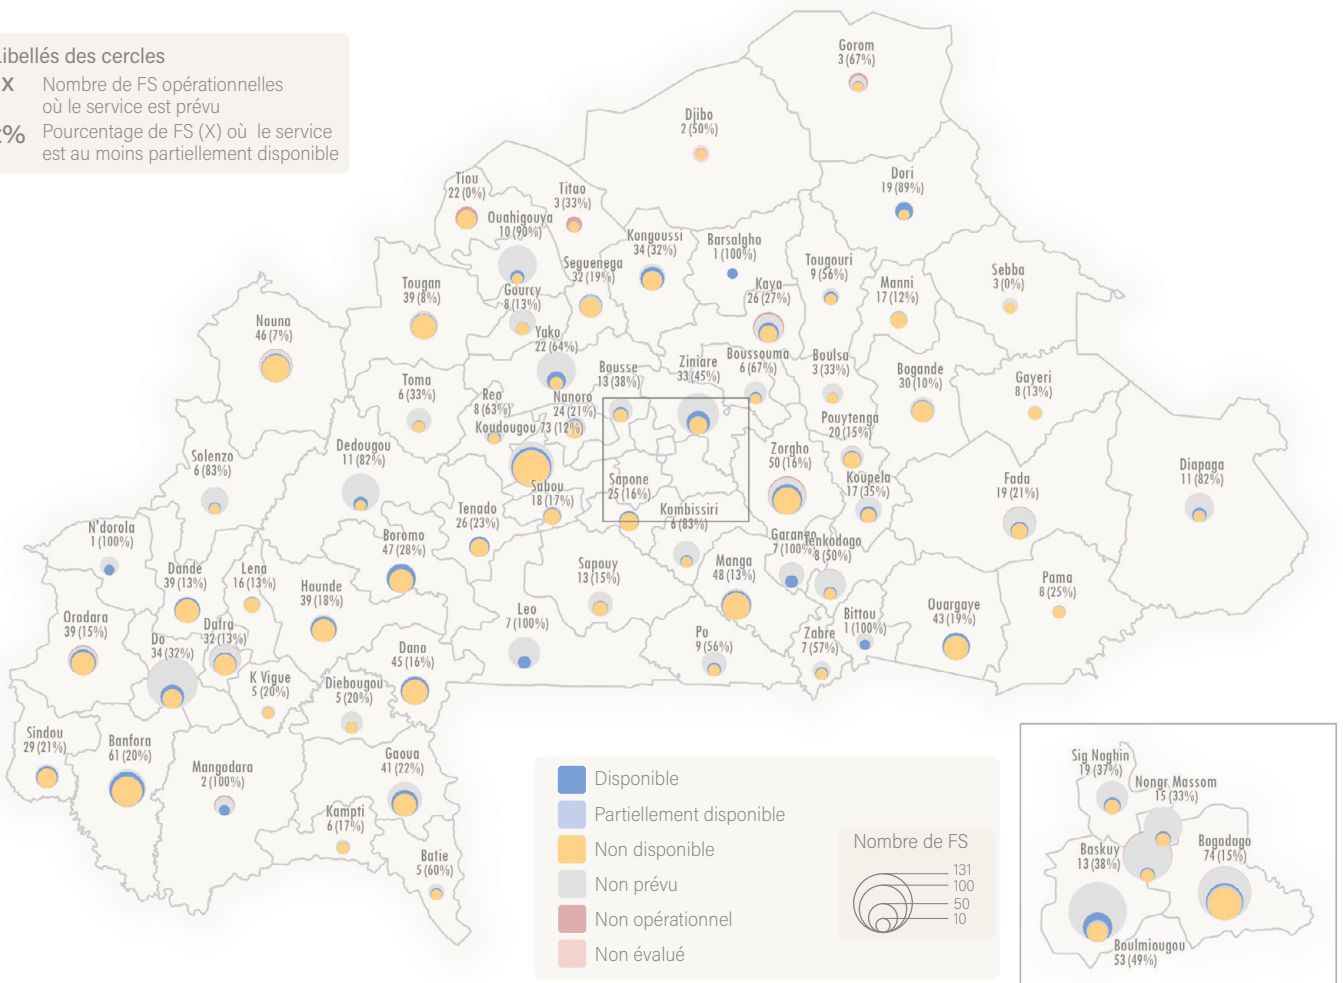 Libellés des cercles
X Nombre de FS opérationnelles
où le service est prévu
% Pourcentage de FS (X) où le service
est au moins partiellement disponible
Gorom
3 (67%)
Djibo
2 (50%)
Dori
19 (89%)
Tiou
22 (0%)
Titao
3 (33%)
Ouahigouya
10 (90%)
Kongoussi
34 (32%)
Barsalgho
1 (100%)
Tougouri
9 (56%)
Sebba
3 (0%)
Seguenega
32 (19%)
Kaya
26 (27%)
Manni
17 (12%)
Tougan
39 (8%)
Gourcy
8 (13%)
Nouna
46 (7%)
Yako
22 (64%)
Bousse
13 (38%)
Ziniare
33 (45%)
Boussouma
6 (67%)
Boulsa
3 (33%)
Bogande
30 (10%)
Gayeri
8 (13%)
Toma
6 (33%)
Reo
8 (63%)
Nanoro
24 (21%)
Koudougou 73 (12%)
Pouytenga
20 (15%)
Solenzo
6 (83%)
Dedougou
11 (82%)
Zorgho
50 (16%)
Koupela
17 (35%)
Fada
19 (21%)
Diapaga
11 (82%)
Sabou
18 (17%)
Sapone
25 (16%)
Tenado
26 (23%)
Kombissiri
6 (83%)
N'dorola
1 (100%)
Boromo
47 (28%)
Garango
7 (100%)
Tenkodogo
8 (50%)
Dande
39 (13%)
Lena
16 (13%)
Hounde
39 (18%)
Sapouy
13 (15%)
Manga
48 (13%)
Pama
8 (25%)
Orodara
39 (15%)
Dafra
32 (13%)
Do
34 (32%)
Leo
7 (100%)
Bittou
1 (100%)
Ouargaye
43 (19%)
Po
9 (56%)
Zabre
7 (57%)
Dano
45 (16%)
K Vigue
5 (20%)
Diebougou
5 (20%)
Sindou
29 (21%)
Banfora
61 (20%)
Mangodara
2 (100%)
Gaoua
41 (22%)
Kampti
6 (17%)
Batie
5 (60%)
Disponible
Partiellement disponible
Non disponible
Non prévu
Non opérationnel
Non évalué
Nombre de FS
131
100
50
10
Sig Noghin
19 (37%)
Nongr Massom
15 (33%)
Baskuy
13 (38%)
Bogodogo
74 (15%)
Boulmiougou
53 (49%)